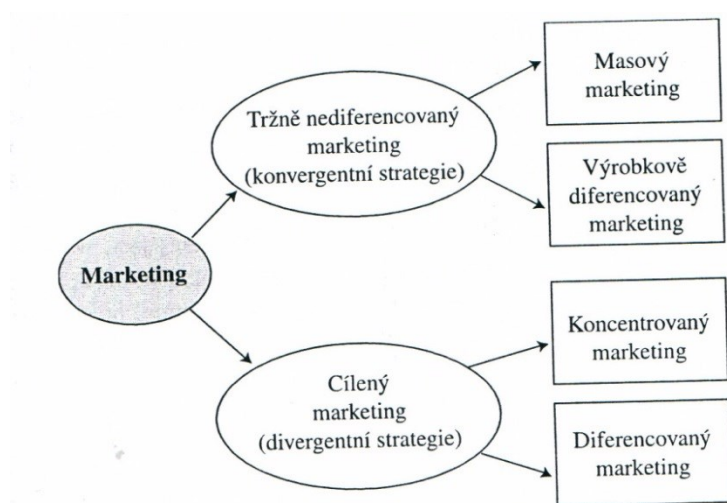 Masový
marketing
Tržně nediferencovaný
marketing
(konvergentní strategie)
Výrobkově
diferencovaný
marketing
Marketing
Koncentrovaný
marketing
Cílený
marketing
(divergentní strategie)
Diferencovaný
marketing